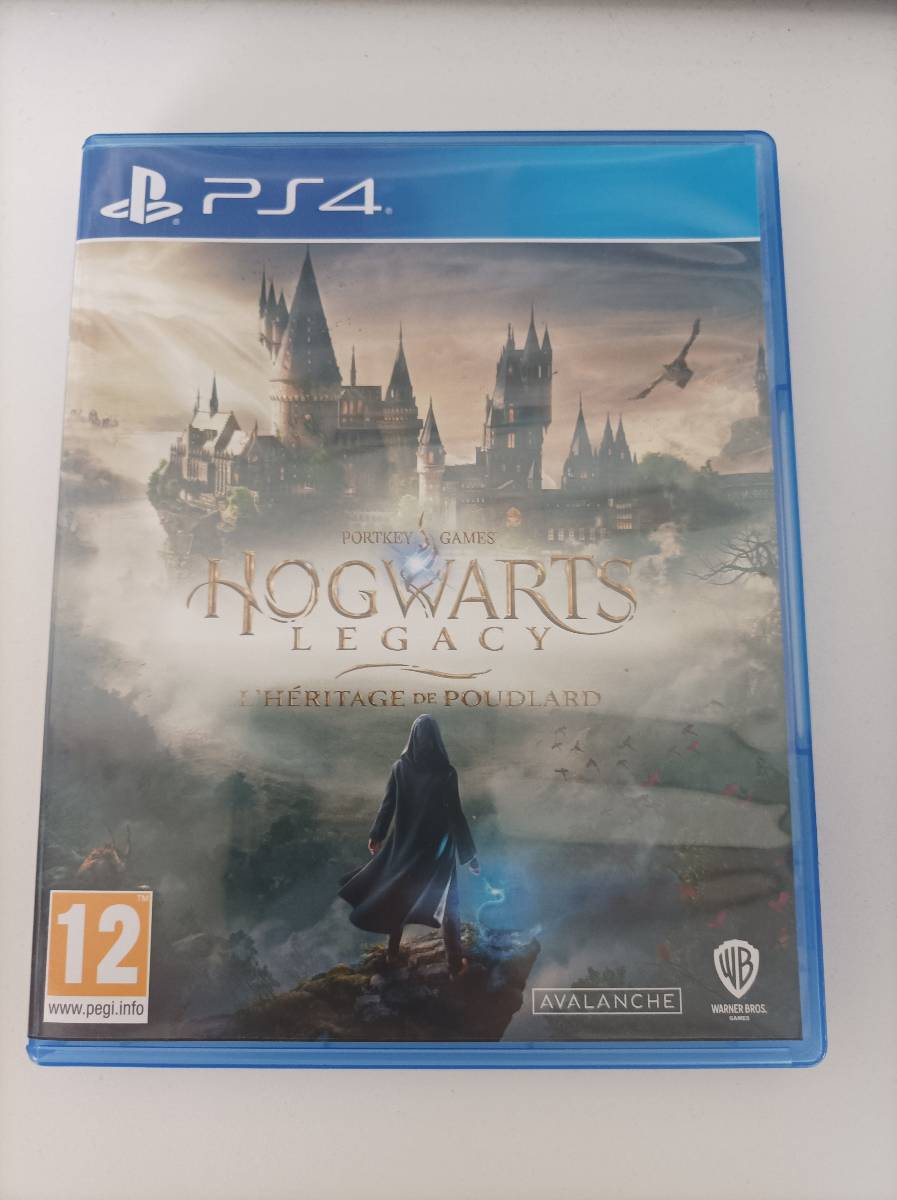 PS4
PORTKEY GAMES
HOGWARTS
LEGACY
L'HÉRITAGE DE POUDLARD
12
www.pegi.info
AVALANCHE
WB
WARNER BROS.
GAMES